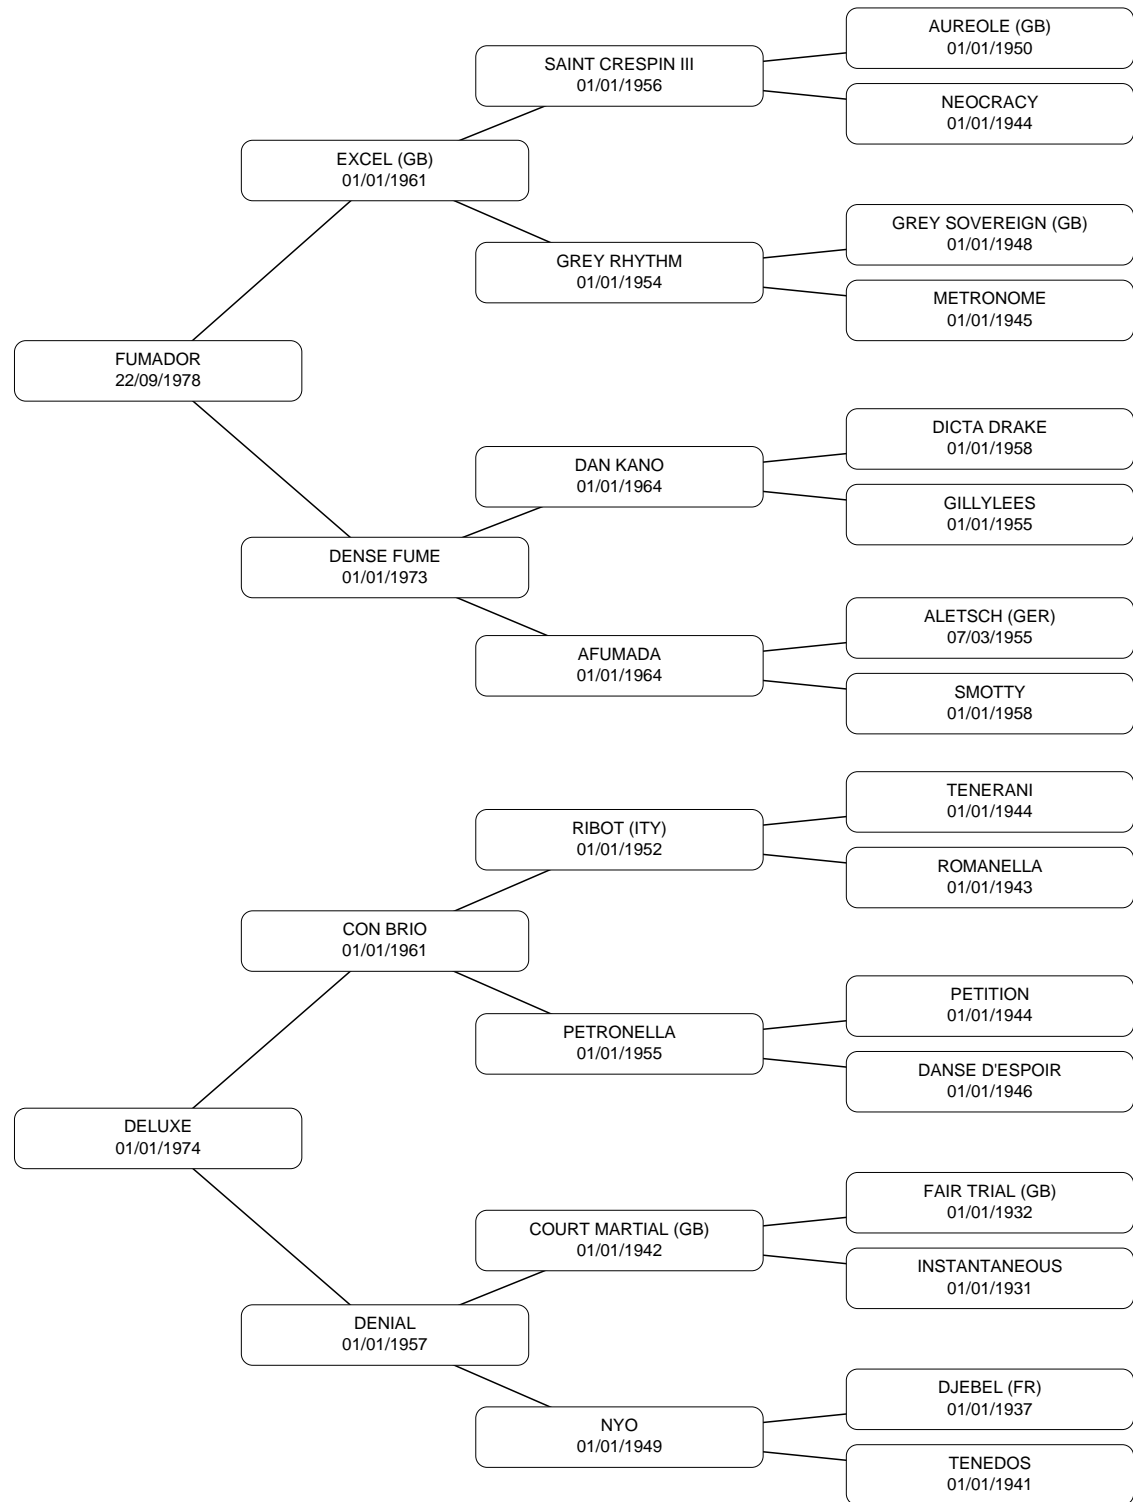 AUREOLE (GB)
01/01/1950
SAINT CRESPIN III
01/01/1956
NEOCRACY
01/01/1944
EXCEL (GB)
01/01/1961
GREY SOVEREIGN (GB)
01/01/1948
GREY RHYTHM
01/01/1954
METRONOME
01/01/1945
FUMADOR
22/09/1978
DICTA DRAKE
01/01/1958
DAN KANO
01/01/1964
GILLYLEES
01/01/1955
DENSE FUME
01/01/1973
ALETSCH (GER)
07/03/1955
AFUMADA
01/01/1964
SMOTTY
01/01/1958
TENERANI
01/01/1944
RIBOT (ITY)
01/01/1952
ROMANELLA
01/01/1943
CON BRIO
01/01/1961
PETITION
01/01/1944
PETRONELLA
01/01/1955
DANSE D'ESPOIR
01/01/1946
DELUXE
01/01/1974
FAIR TRIAL (GB)
01/01/1932
COURT MARTIAL (GB)
01/01/1942
INSTANTANEOUS
01/01/1931
DENIAL
01/01/1957
DJEBEL (FR)
01/01/1937
NYO
01/01/1949
TENEDOS
01/01/1941